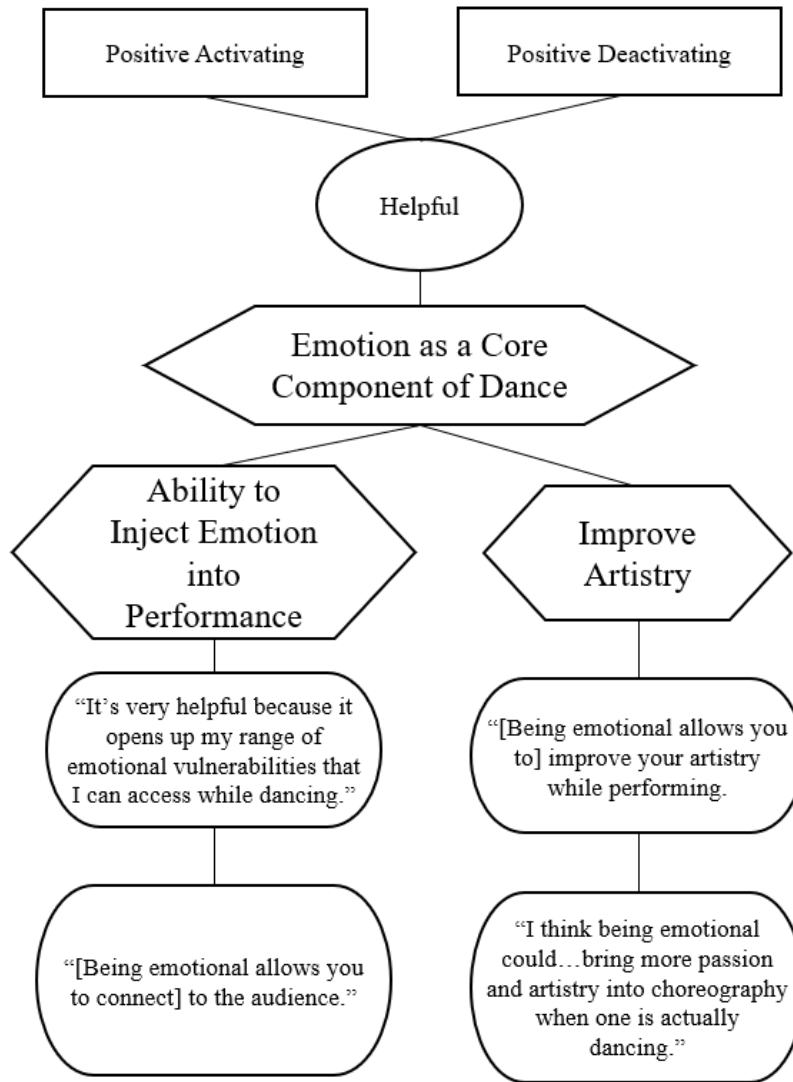 Positive Activating
Positive Deactivating
Helpful
Emotion as a Core
Component of Dance
Ability to
Inject Emotion
into
Performance
Improve
Artistry
“It’s very helpful because it
opens up my range of
emotional vulnerabilities that
I can access while dancing.”
“[Being emotional allows you
to] improve your artistry
while performing.
“[Being emotional allows you
to connect] to the audience.”
“I think being emotional
could…bring more passion
and artistry into choreography
when one is actually
dancing.”